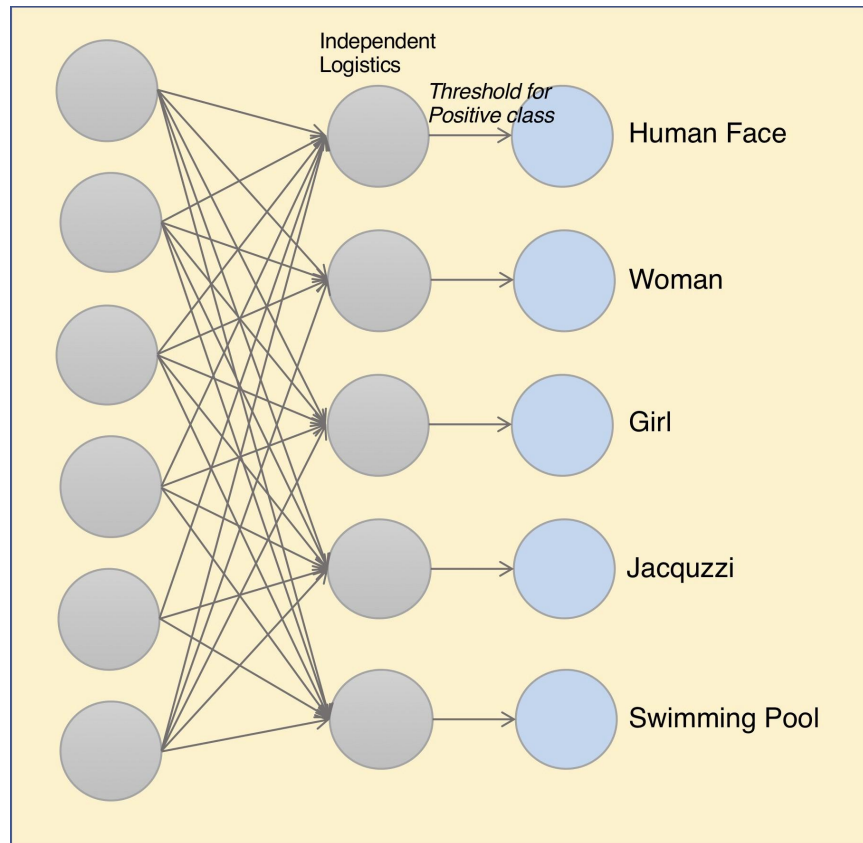 Independent
Logistics
Threshold for
Positive class
Human Face
Woman
Girl
Jacquzzi
Swimming Pool